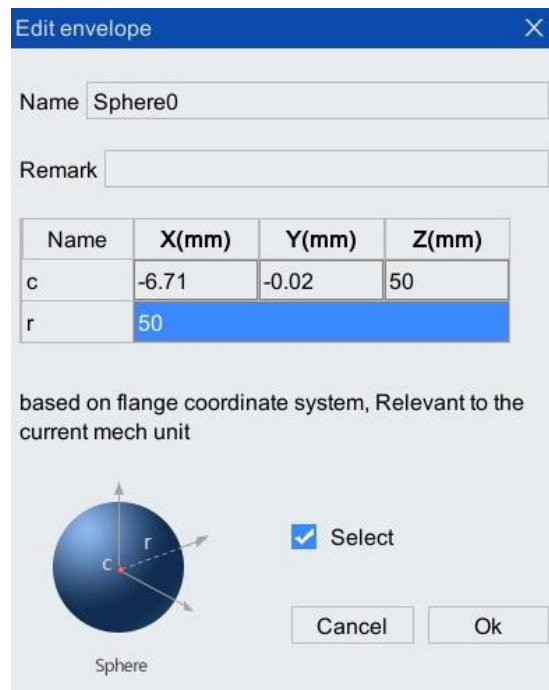 Edit envelope
Name Sphere0
Remark
Name X(mm) Y(mm) Z(mm)
c -6.71 -0.02 50
r 50
based on flange coordinate system, Relevant to the
current mech unit
r
c
Select
Cancel Ok
Sphere